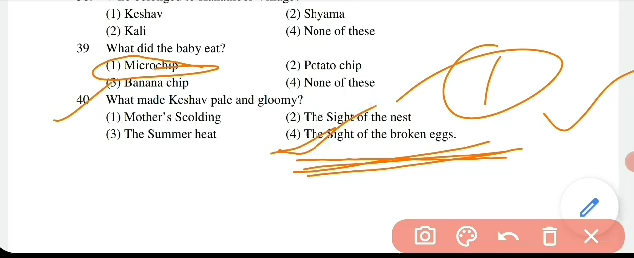 (1) Keshav (2) Shyama
(2) Kali (4) None of these
39 What did the baby eat?
(1) Microchip (2) Potato chip
(3) Banana chip (4) None of these
40 What made Keshav pale and gloomy?
(1) Mother's Scolding (2) The Sight of the nest
(3) The Summer heat (4) The Sight of the broken eggs.
1